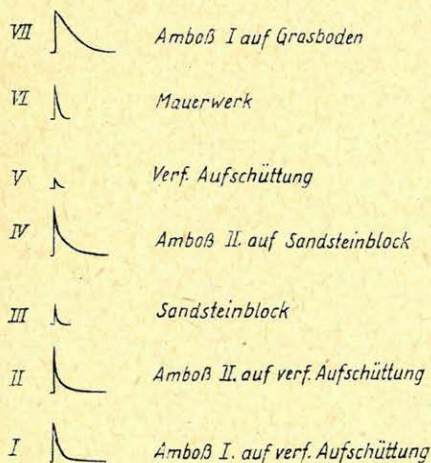 VII Amboß I auf Grasboden
VI Mauerwerk
V Verf. Aufschüttung
IV Amboß II. auf Sandsteinblock
III Sandsteinblock
II Amboß II. auf verf. Aufschüttung
I Amboß I. auf verf. Aufschüttung